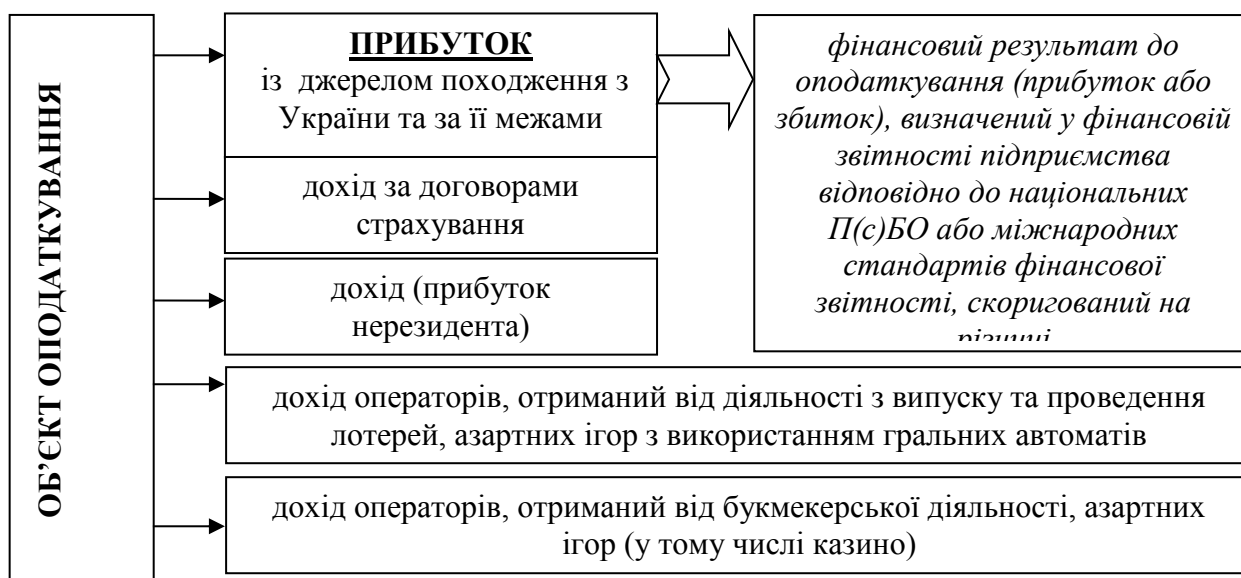 ОБ’ЄКТ ОПОДАТКУВАННЯ
ПРИБУТОК
із джерелом походження з
України та за її межами
фінансовий результат до
оподаткування (прибуток або
збиток), визначений у фінансовій
звітності підприємства
відповідно до національних
П(с)БО або міжнародних
стандартів фінансової
звітності, скоригований на
різниці
дохід за договорами
страхування
дохід (прибуток
нерезидента)
дохід операторів, отриманий від діяльності з випуску та проведення
лотерей, азартних ігор з використанням гральних автоматів
дохід операторів, отриманий від букмекерської діяльності, азартних
ігор (у тому числі казино)